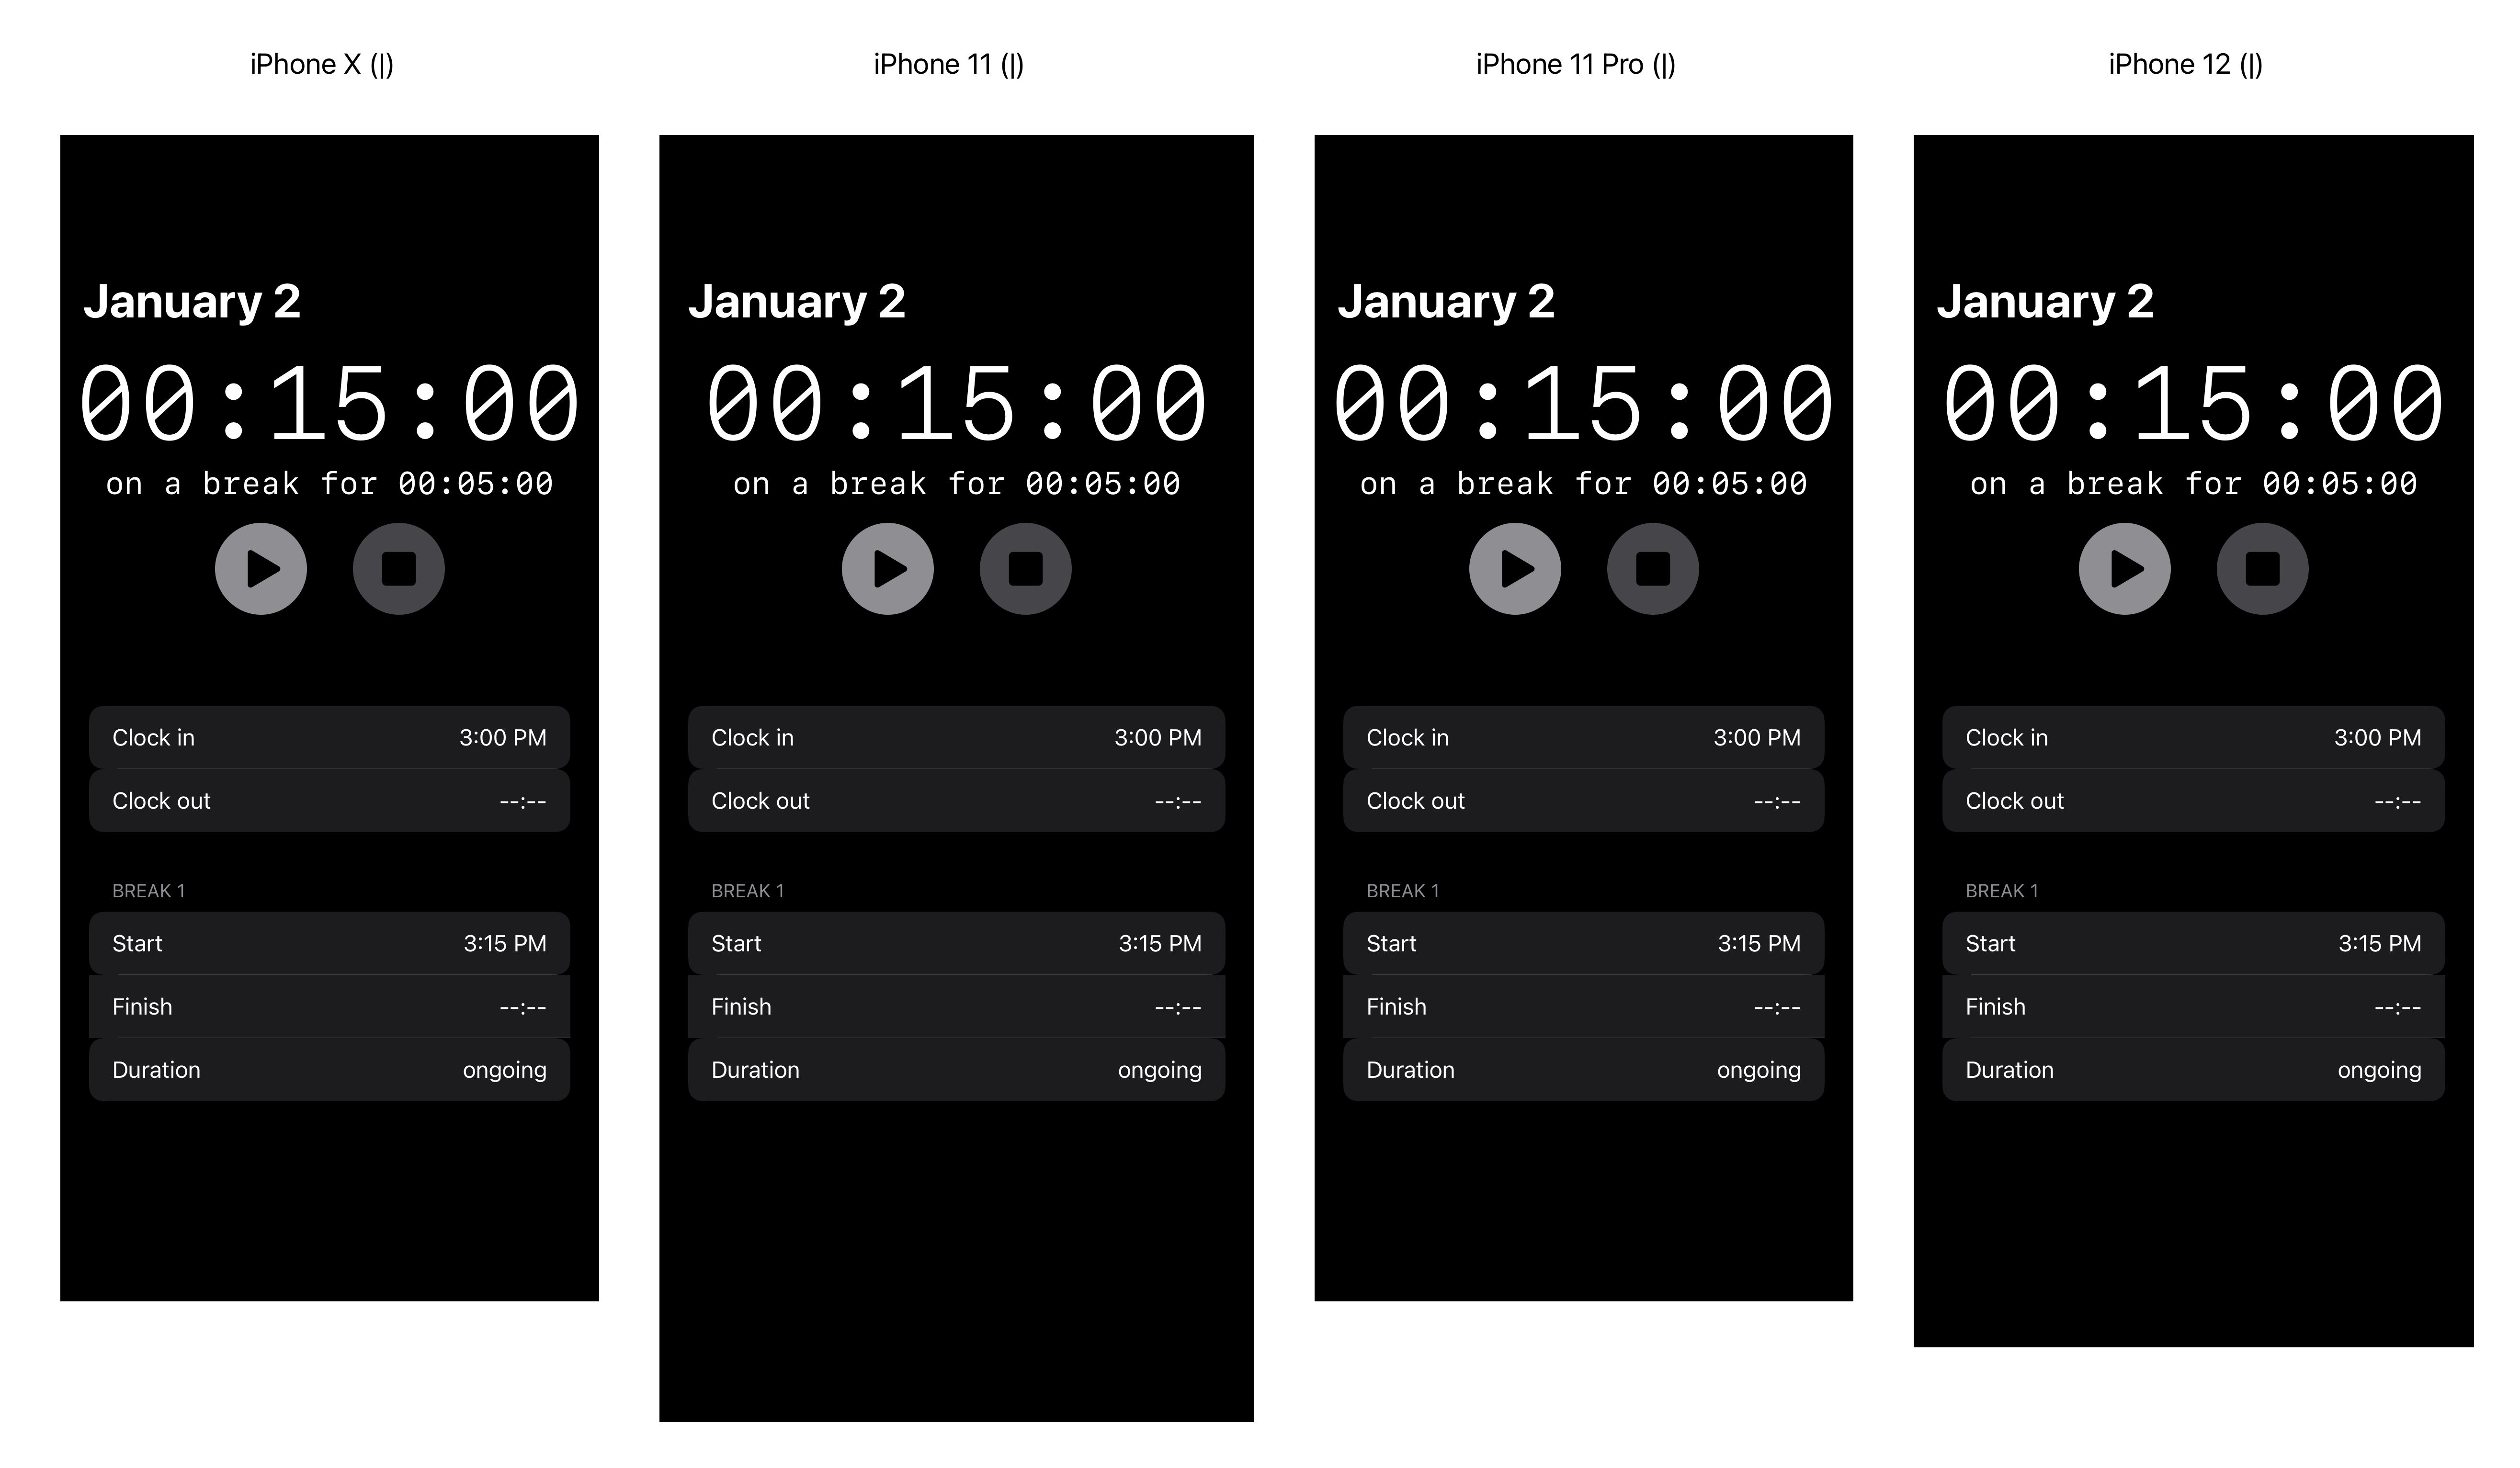 iPhone X (|)
January 2
00:15:00
on a break for 00:05:00
Clock in 3:00 PM
Clock out --:--
BREAK 1
Start 3:15 PM
Finish --:--
Duration ongoing
iPhone 11 (|)
January 2
00:15:00
on a break for 00:05:00
Clock in 3:00 PM
Clock out --:--
BREAK 1
Start 3:15 PM
Finish --:--
Duration ongoing
iPhone 11 Pro (|)
January 2
00:15:00
on a break for 00:05:00
Clock in 3:00 PM
Clock out --:--
BREAK 1
Start 3:15 PM
Finish --:--
Duration ongoing
iPhone 12 (|)
January 2
00:15:00
on a break for 00:05:00
Clock in 3:00 PM
Clock out --:--
BREAK 1
Start 3:15 PM
Finish --:--
Duration ongoing